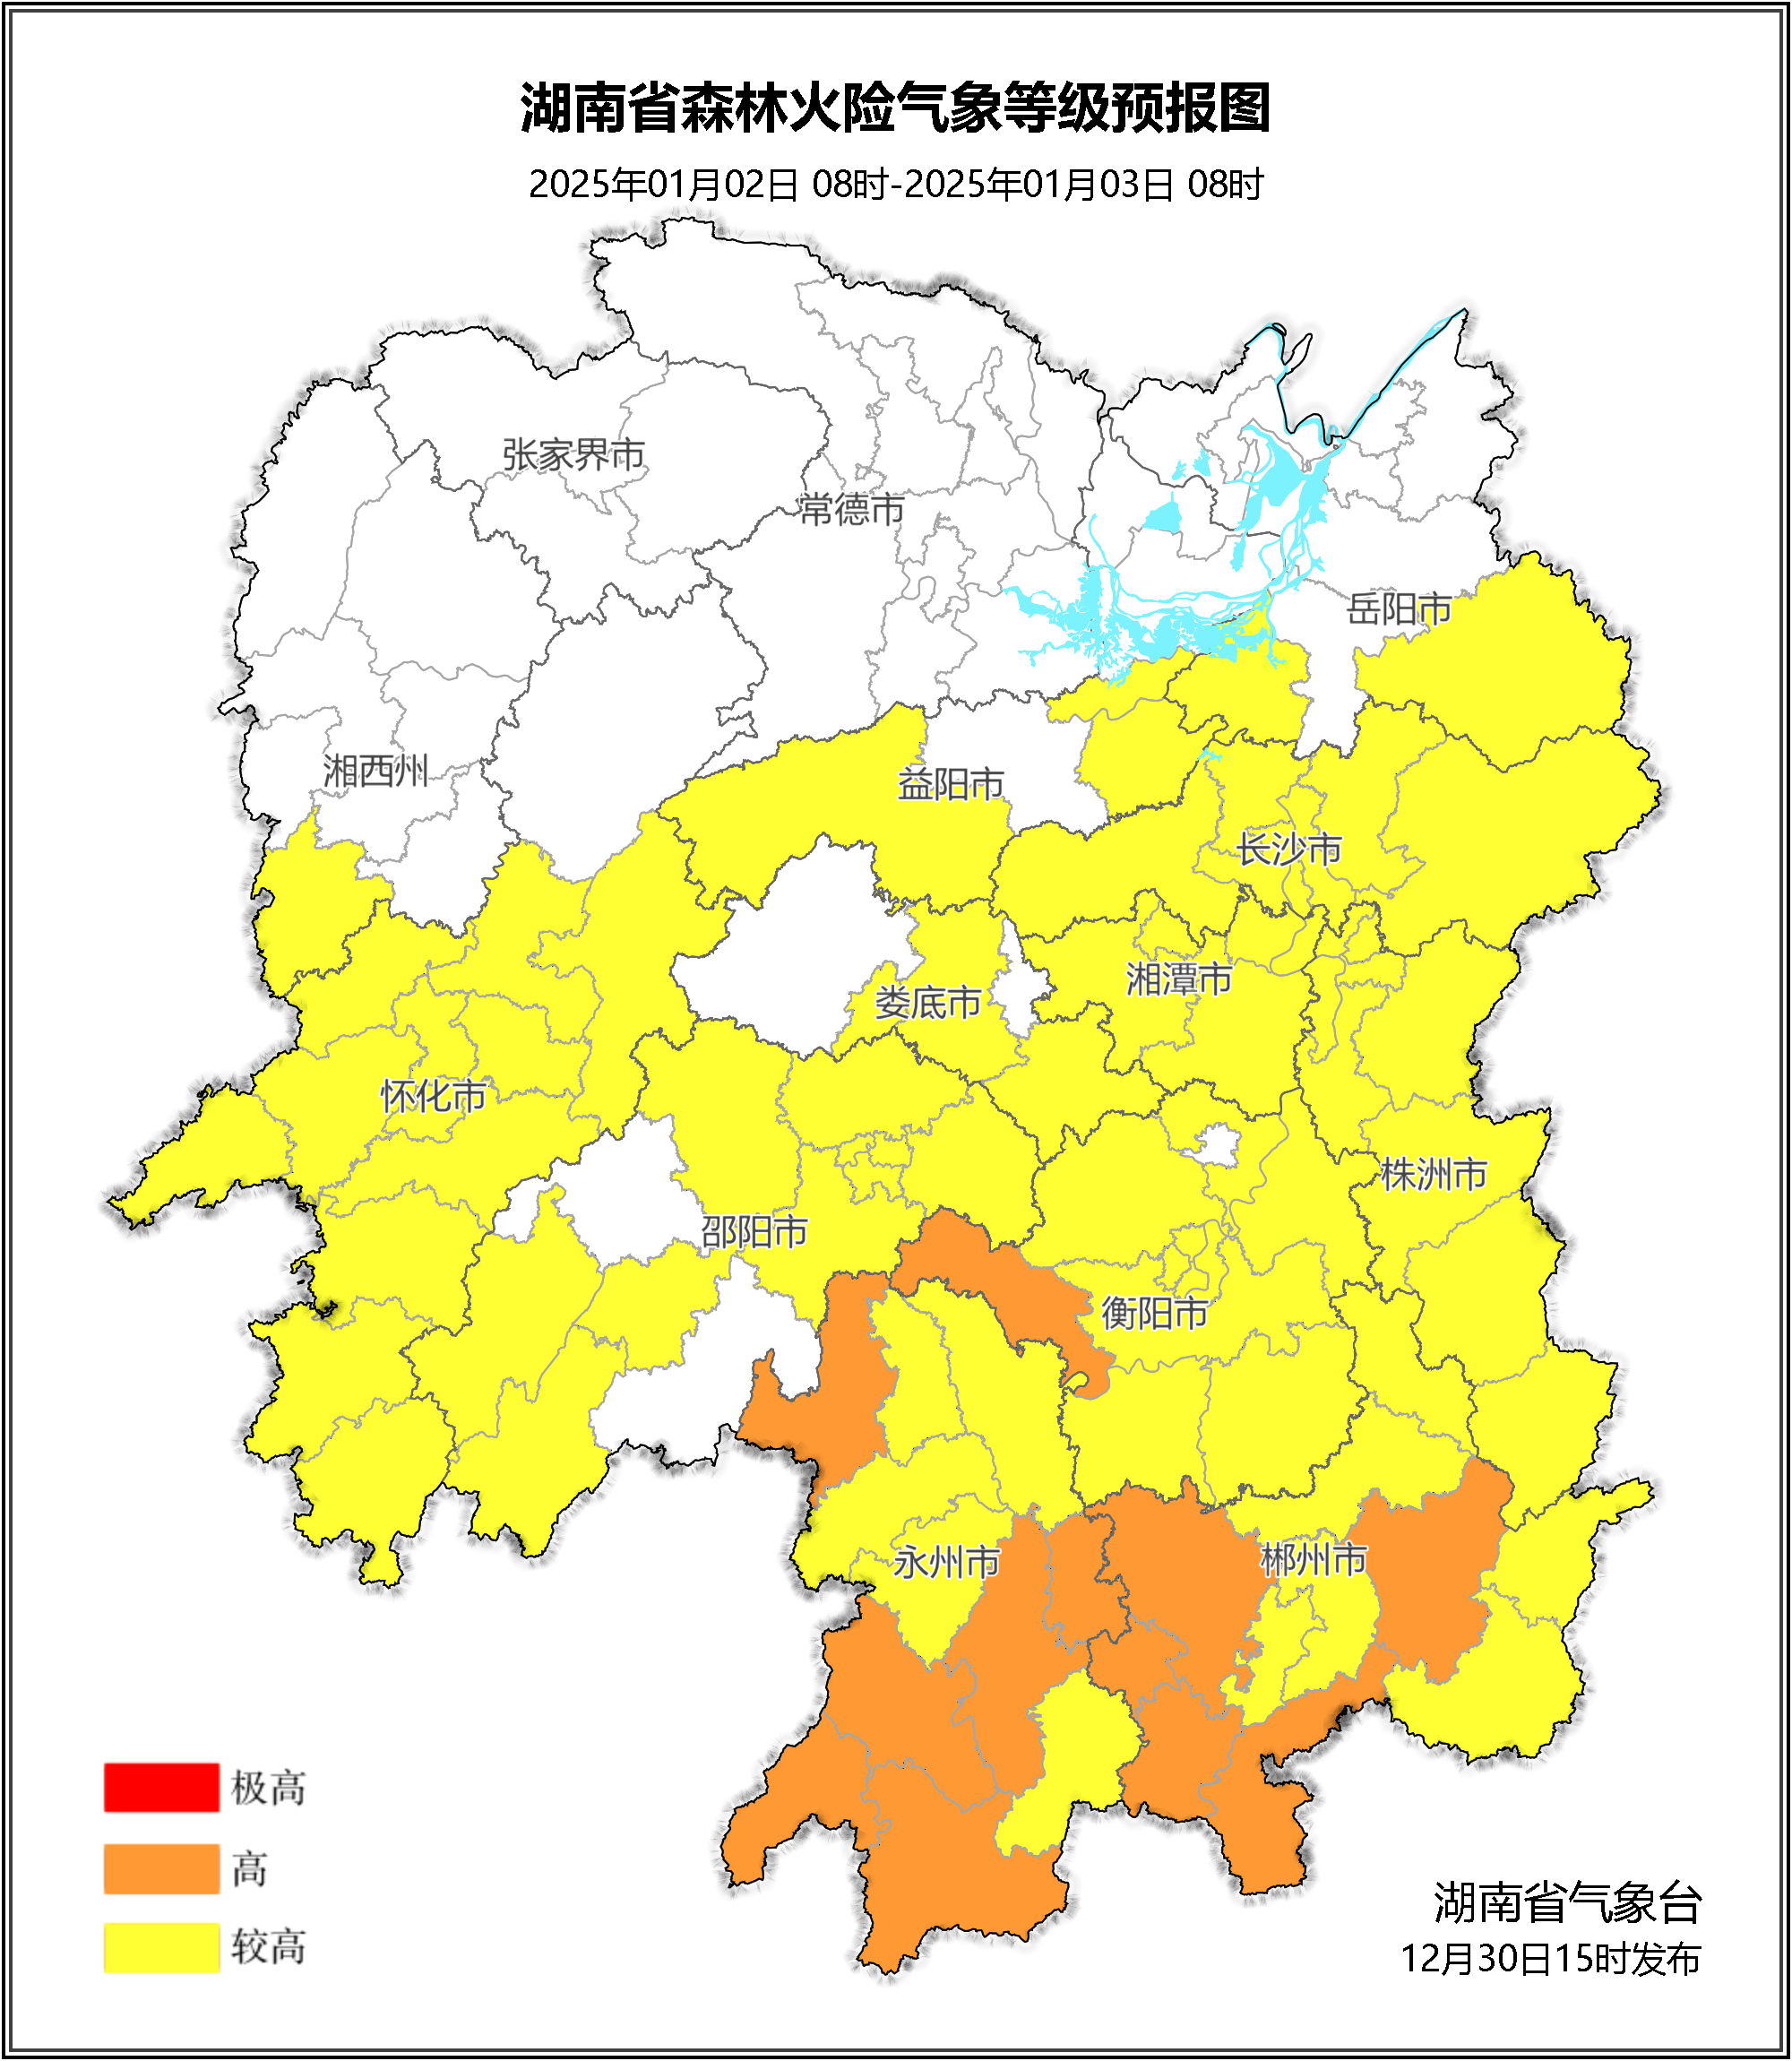 湖南省森林火险气象等级预报图
2025年01月02日 08时-2025年01月03日 08时
张家界市
常德市
岳阳市
湘西州
益阳市
长沙市
湘潭市
娄底市
怀化市
株洲市
邵阳市
衡阳市
永州市
郴州市
极高
高
较高
湖南省气象台
12月30日15时发布